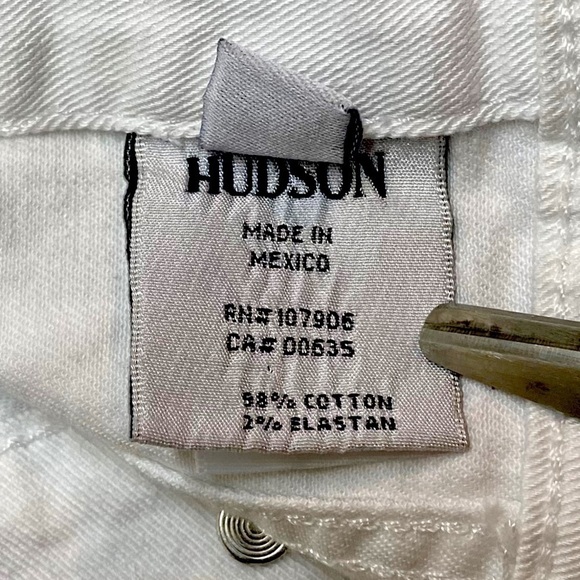 HUDSON
MADE IN
MEXICO
RN# 107906
CA# 00635
98% COTTON
2% ELASTAN